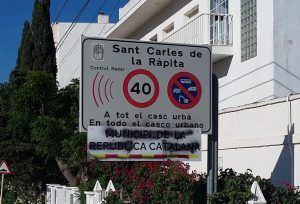 Sant Carles de
la Ràpita
Control Radar
40
A tot el casc urbà
En todo el casco urbano
MUNICIPI DE LA
REPÚBLICA CATALANA